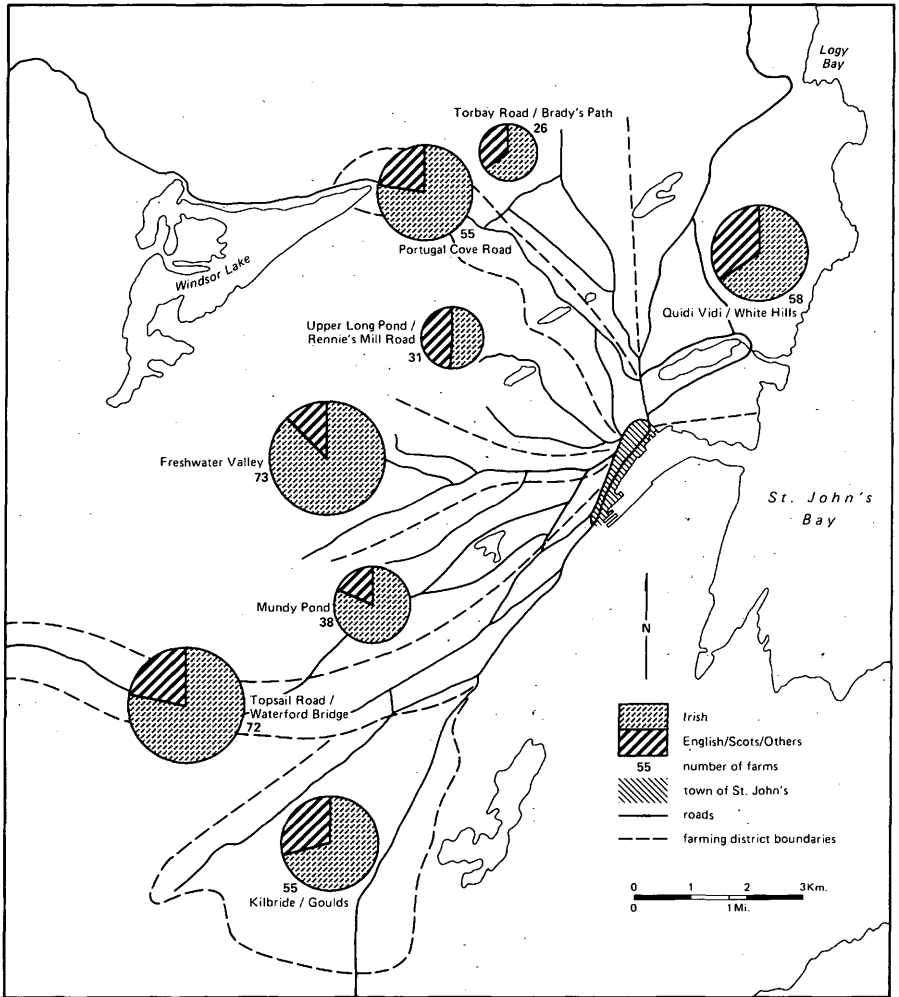 Logy
Bay
Torbay Road / Brady's Path
26
55
Portugal Cove Road
Windsor Lake
58
Quidi Vidi / White Hills
Upper Long Pond /
Rennie's Mill Road
31
Freshwater Valley
73
St. John's
Bay
Mundy Pond
38
N
Topsail Road /
Waterford Bridge
72
Irish
English/Scots/Others
55 number of farms
town of St. John's
roads
farming district boundaries
55
Kilbride / Goulds
0 1 2 3Km.
0 1Mi.